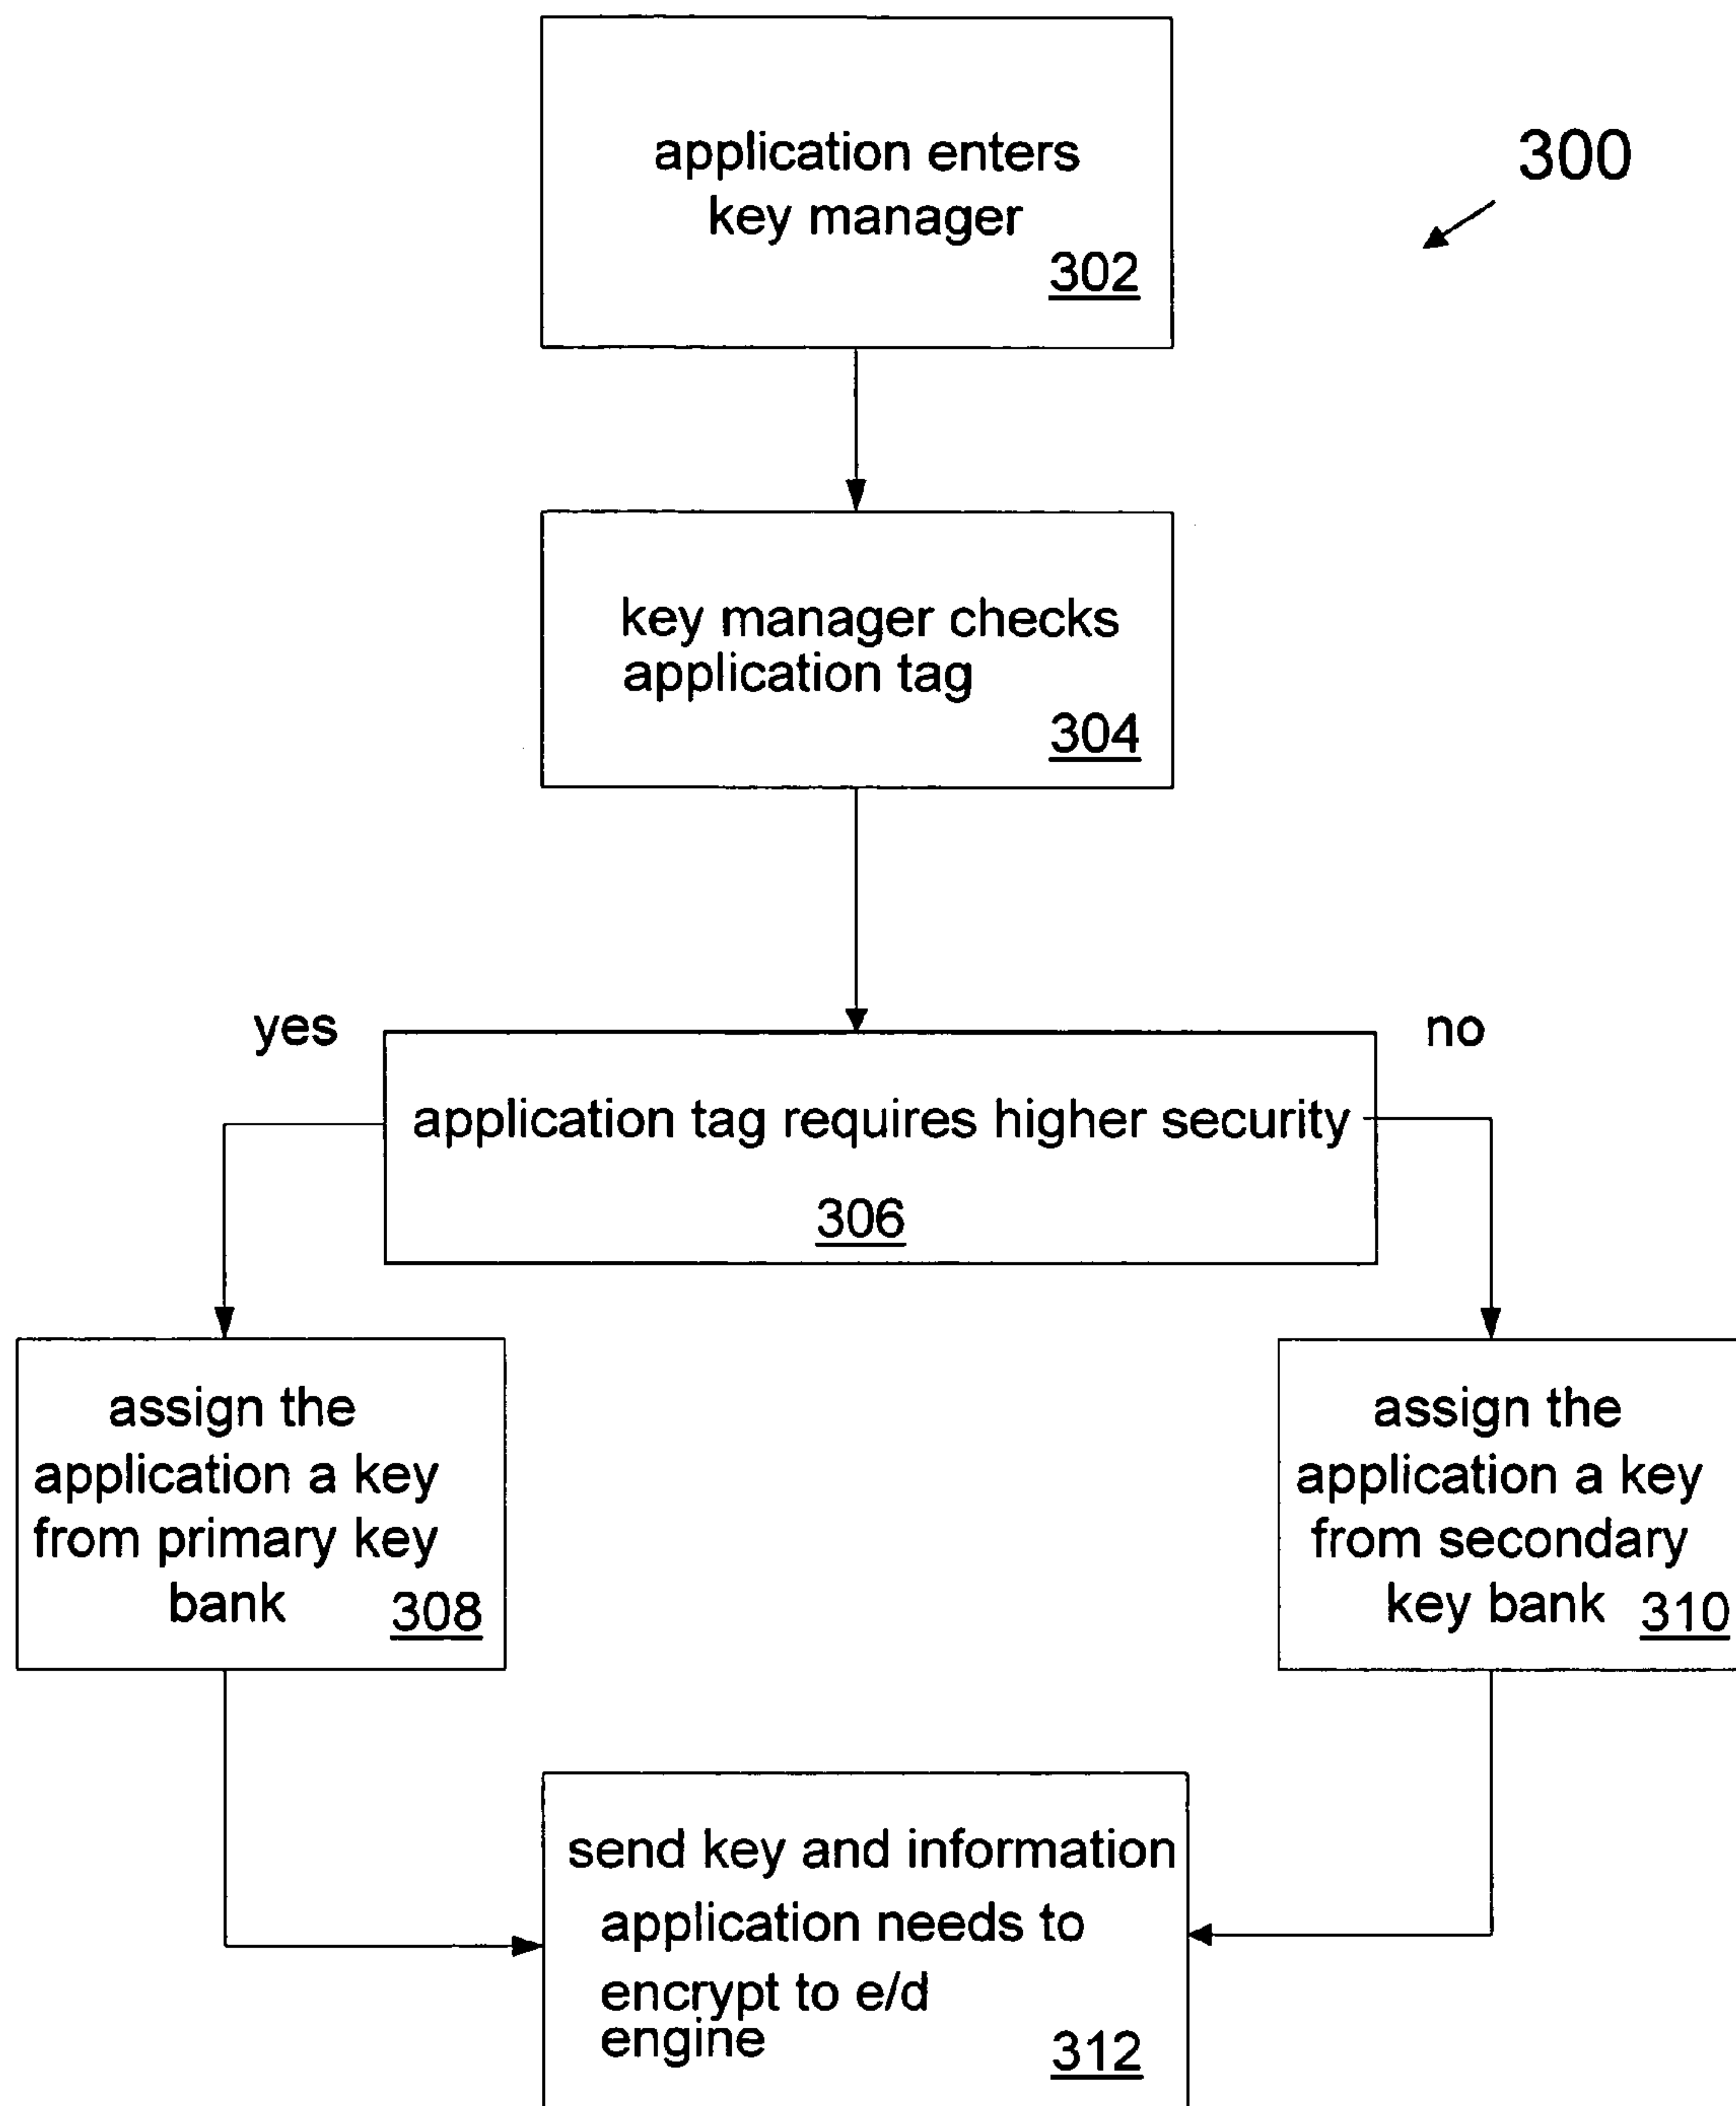 application enters
key manager
302
300
key manager checks
application tag
304
yes
no
application tag requires higher security
306
assign the
application a key
from primary key
bank 308
assign the
application a key
from secondary
key bank 310
send key and information
application needs to
encrypt to e/d
engine
312